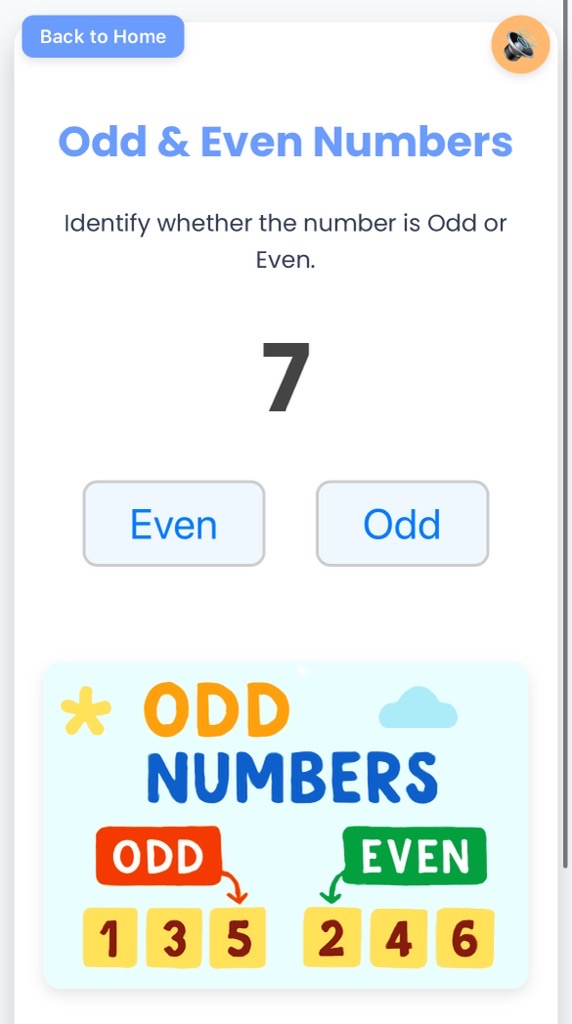 Back to Home
Odd & Even Numbers
Identify whether the number is Odd or
Even.
7
Even Odd
ODD
NUMBERS
ODD EVEN
1 3 5 2 4 6